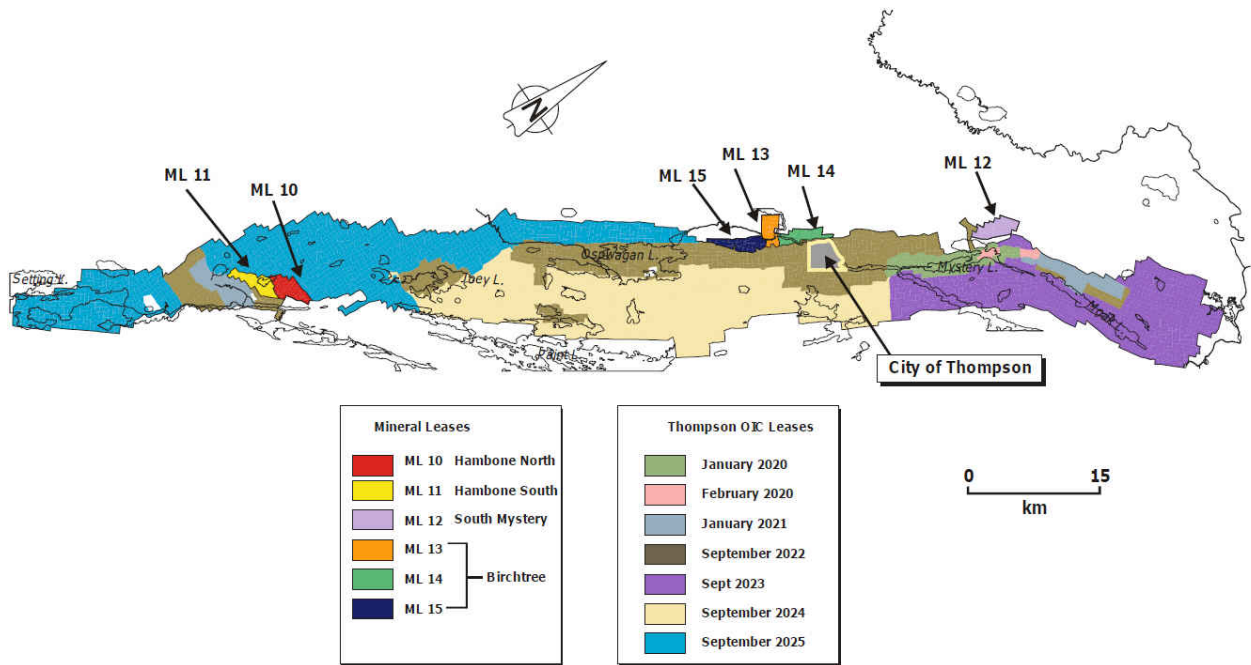 N
ML 13
ML 14
ML 12
ML 15
ML 11
ML 10
Setting L.
Ospwagan L.
Joey L.
Mystery L.
Paint L.
City of Thompson
Mineral Leases
ML 10 Hambone North
ML 11 Hambone South
ML 12 South Mystery
ML 13
ML 14 Birchtree
ML 15
Thompson OIC Leases
January 2020
February 2020
January 2021
September 2022
Sept 2023
September 2024
September 2025
0 15
km